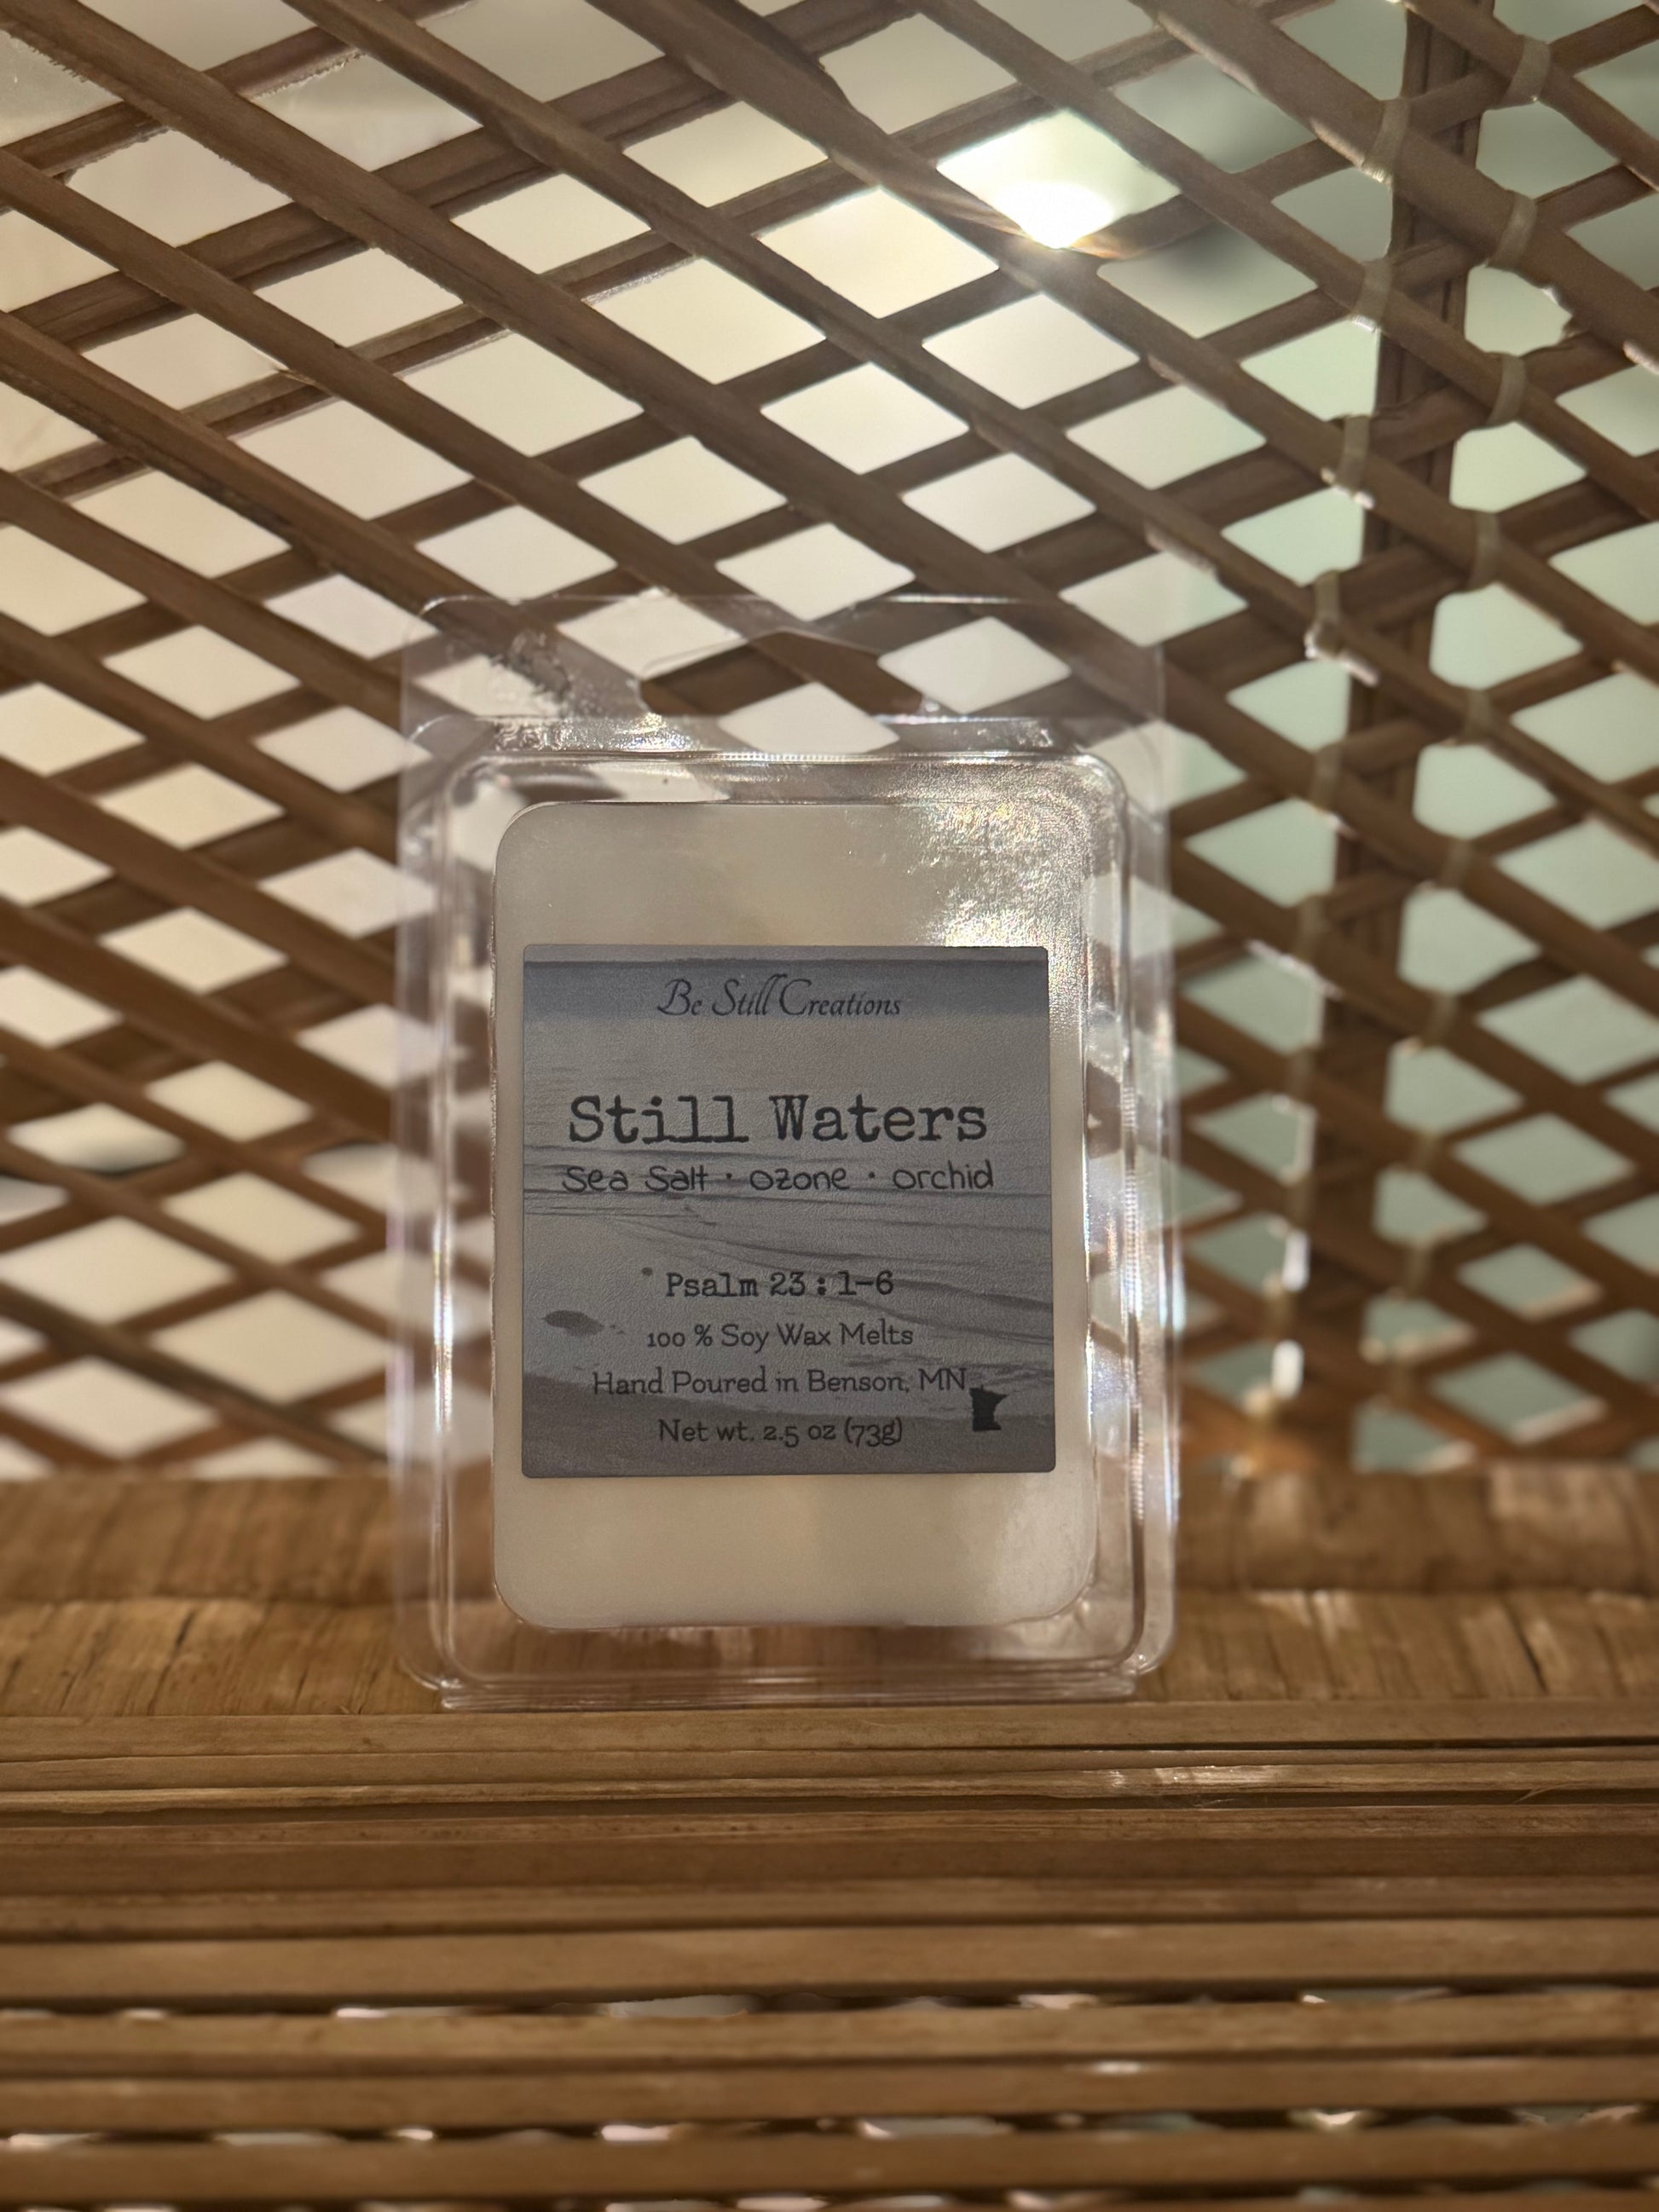 Be Still Creations
Still Waters
Sea Salt · Ozone · Orchid
Psalm 23:1-6
100 % Soy Wax Melts
Hand Poured in Benson, MN
Net wt. 2.5 oz (73g)